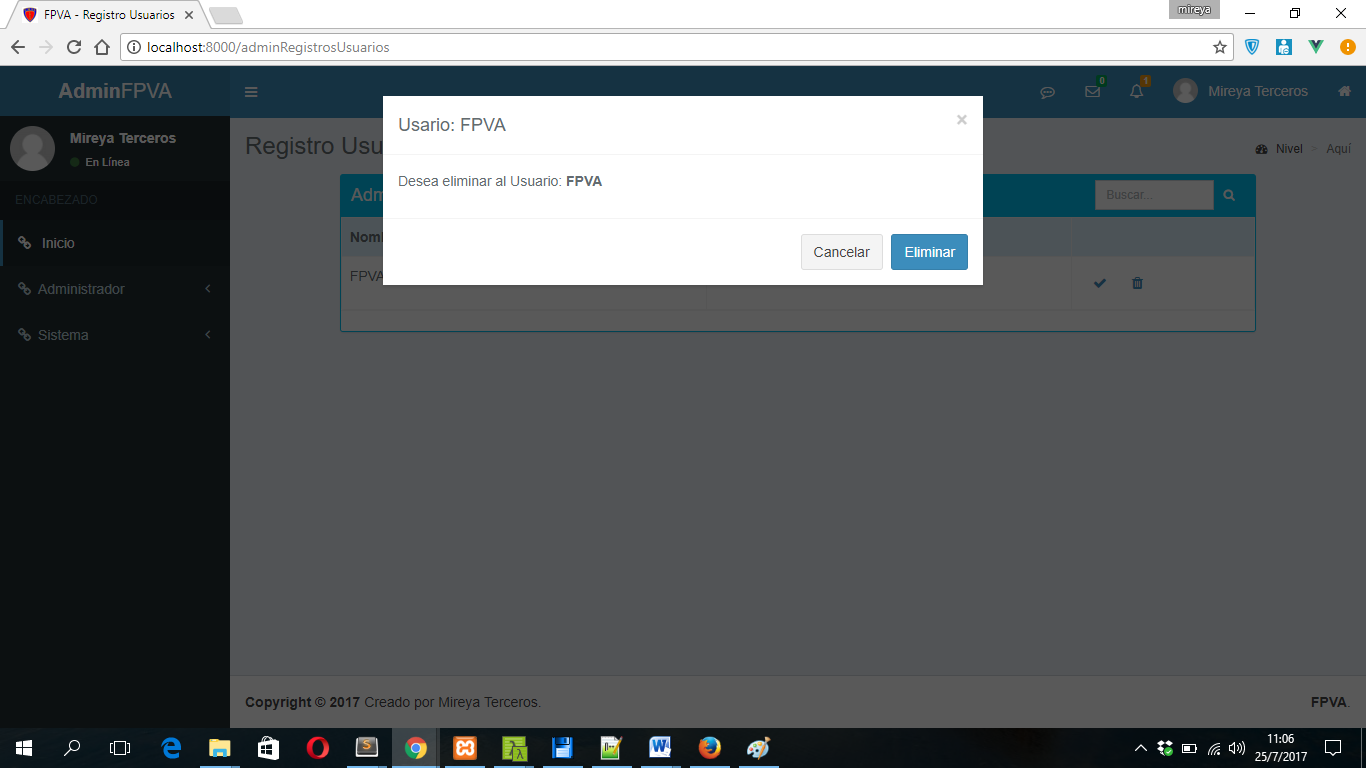 FPVA - Registro Usuarios
mireya
localhost:8000/adminRegistrosUsuarios
AdminFPVA
0
1
Mireya Terceros
Mireya Terceros
En Línea
ENCABEZADO
Inicio
Administrador
Sistema
Registro Usu
Nivel > Aquí
Adm
Buscar...
Nom
FPVA
Usario: FPVA
×
Desea eliminar al Usuario: FPVA
Cancelar
Eliminar
Copyright © 2017 Creado por Mireya Terceros.
FPVA.
11:06
25/7/2017